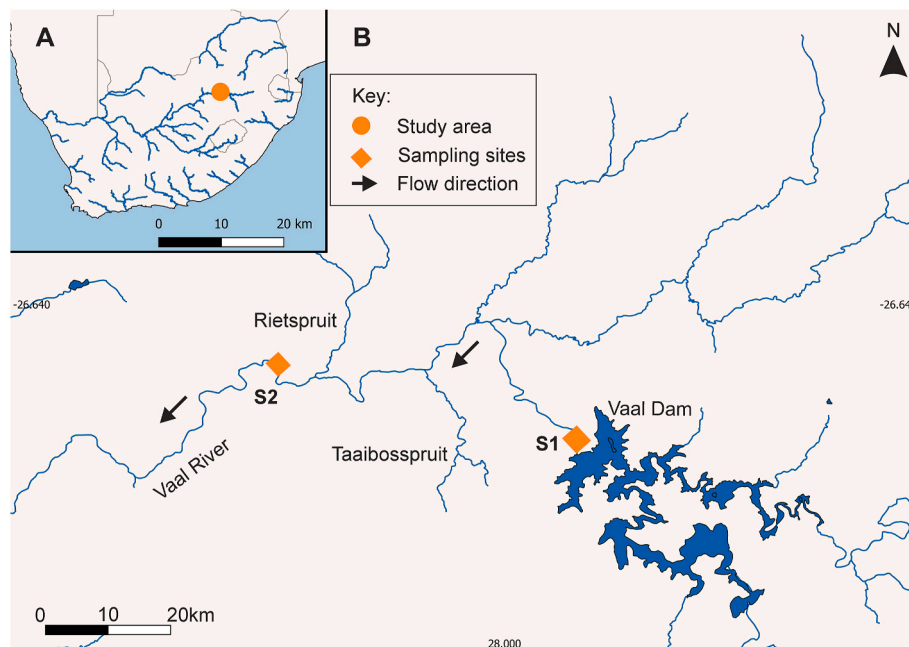 A
B
N
Key:
Study area
Sampling sites
Flow direction
0 10 20 km
-26.640
-26.64
Rietspruit
S2
Vaal Dam
S1
Taaibosspruit
Vaal River
0 10 20km
28.000